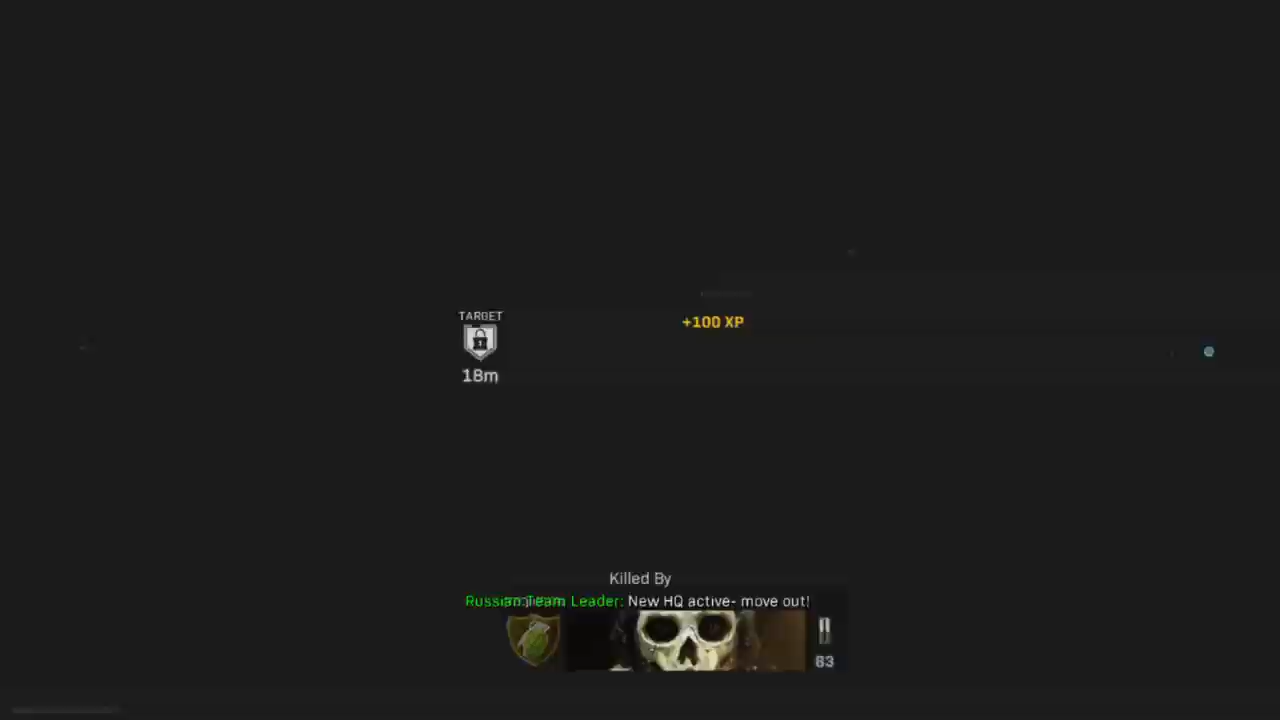 TARGET
18m
+100 XP
Killed By
Russian Team Leader: New HQ active- move out!
83